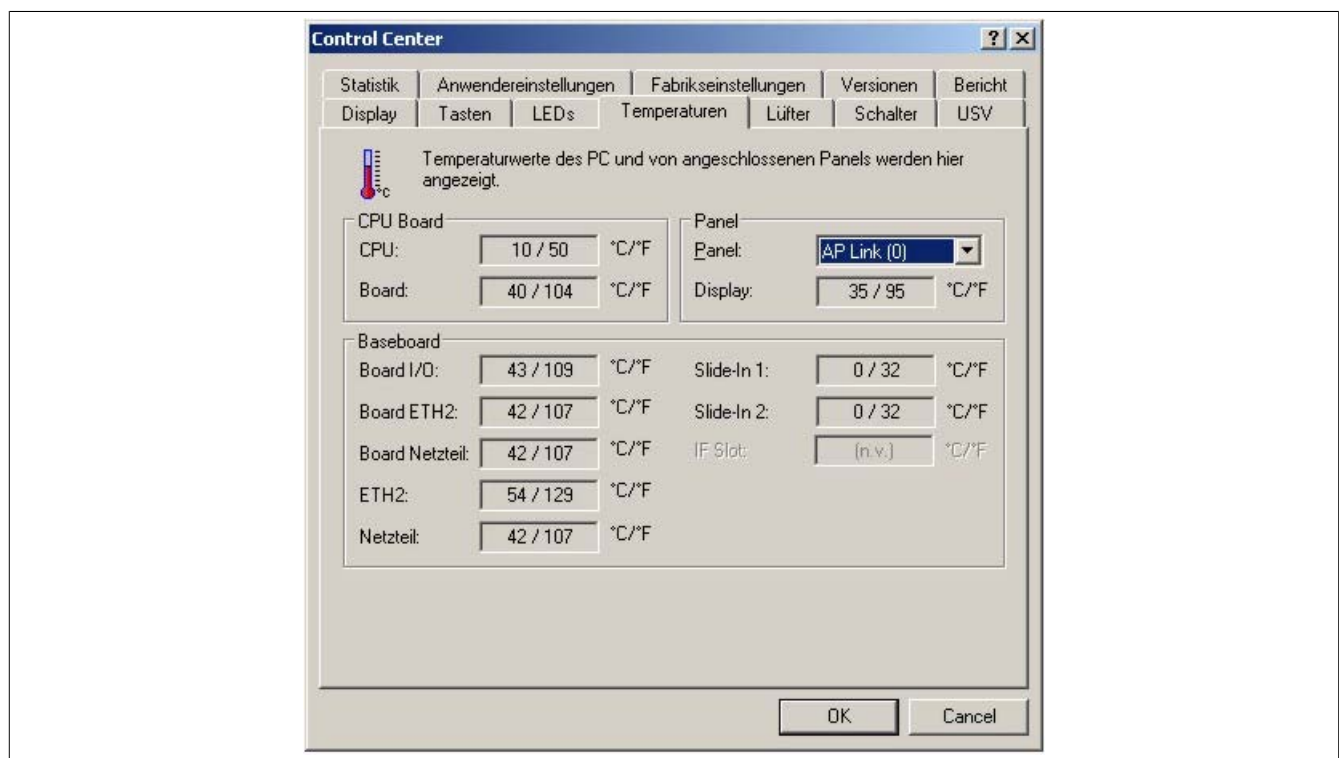 Control Center
Statistik Anwendereinstellungen Fabrikseinstellungen Versionen Bericht
Display Tasten LEDs Temperaturen Lüfter Schalter USV
Temperaturwerte des PC und von angeschlossenen Panels werden hier
angezeigt.
°C
CPU Board
CPU: 10 / 50 °C/°F
Board: 40 / 104 °C/°F
Panel
Panel: AP Link (0)
Display: 35 / 95 °C/°F
Baseboard
Board I/O: 43 / 109 °C/°F Slide-In 1: 0 / 32 °C/°F
Board ETH2: 42 / 107 °C/°F Slide-In 2: 0 / 32 °C/°F
Board Netzteil: 42 / 107 °C/°F IF Slot: (n.v.) °C/°F
ETH2: 54 / 129 °C/°F
Netzteil: 42 / 107 °C/°F
OK Cancel